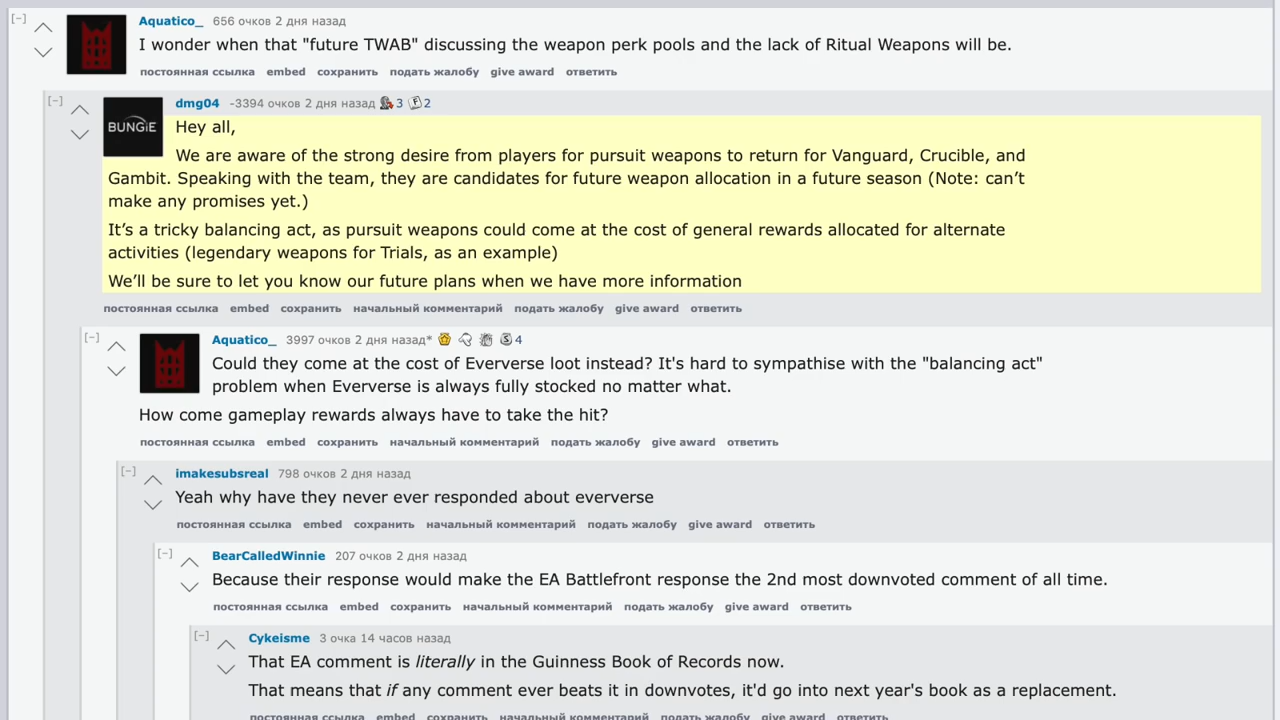 [-]
Aquatico_ 656 очков 2 дня назад
I wonder when that "future TWAB" discussing the weapon perk pools and the lack of Ritual Weapons will be.
постоянная ссылка embed сохранить подать жалобу give award ответить
[-]
BUNGIE
dmg04 -3394 очков 2 дня назад 3 2
Hey all,
We are aware of the strong desire from players for pursuit weapons to return for Vanguard, Crucible, and
Gambit. Speaking with the team, they are candidates for future weapon allocation in a future season (Note: can’t
make any promises yet.)
It’s a tricky balancing act, as pursuit weapons could come at the cost of general rewards allocated for alternate
activities (legendary weapons for Trials, as an example)
We’ll be sure to let you know our future plans when we have more information
постоянная ссылка embed сохранить начальный комментарий подать жалобу give award ответить
[-]
Aquatico_ 3997 очков 2 дня назад* S 4
Could they come at the cost of Eververse loot instead? It's hard to sympathise with the "balancing act"
problem when Eververse is always fully stocked no matter what.
How come gameplay rewards always have to take the hit?
постоянная ссылка embed сохранить начальный комментарий подать жалобу give award ответить
[-]
imakesubsreal 798 очков 2 дня назад
Yeah why have they never ever responded about eververse
постоянная ссылка embed сохранить начальный комментарий подать жалобу give award ответить
[-]
BearCalledWinnie 207 очков 2 дня назад
Because their response would make the EA Battlefront response the 2nd most downvoted comment of all time.
постоянная ссылка embed сохранить начальный комментарий подать жалобу give award ответить
[-]
Cykeisme 3 очка 14 часов назад
That EA comment is literally in the Guinness Book of Records now.
That means that if any comment ever beats it in downvotes, it'd go into next year's book as a replacement.
постоянная ссылка embed сохранить начальный комментарий подать жалобу give award ответить